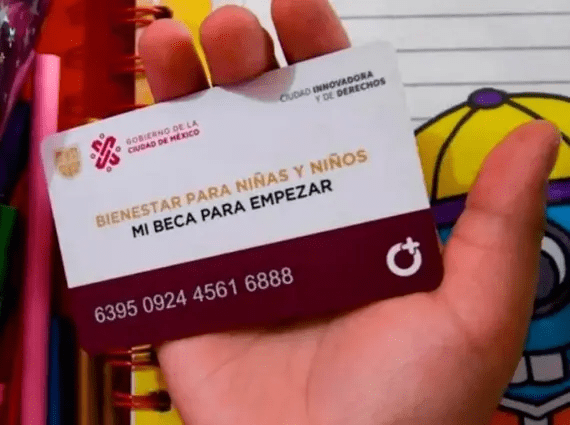 GOBIERNO DE LA
CIUDAD DE MÉXICO
CIUDAD INNOVADORA
Y DE DERECHOS
BIENESTAR PARA NIÑAS Y NIÑOS
MI BECA PARA EMPEZAR
6395 0924 4561 6888